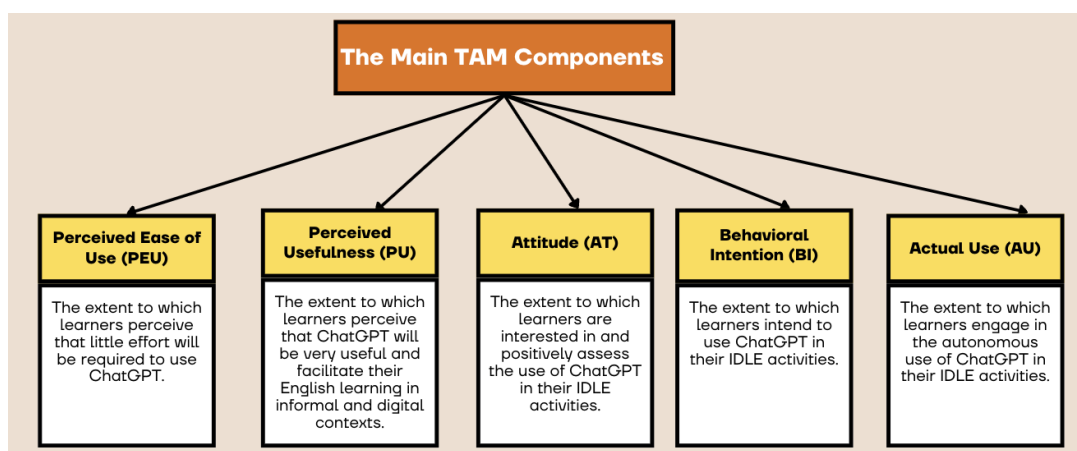 The Main TAM Components
Perceived Ease of
Use (PEU)
The extent to which
learners perceive
that little effort will
be required to use
ChatGPT.
Perceived
Usefulness (PU)
The extent to which
learners perceive
that ChatGPT will
be very useful and
facilitate their
English learning in
informal and digital
contexts.
Attitude (AT)
The extent to which
learners are
interested in and
positively assess
the use of ChatGPT
in their IDLE
activities.
Behavioral
Intention (BI)
The extent to which
learners intend to
use ChatGPT in
their IDLE activities.
Actual Use (AU)
The extent to which
learners engage in
the autonomous
use of ChatGPT in
their IDLE activities.